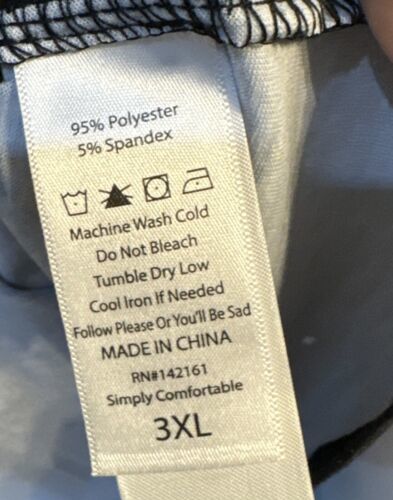 95% Polyester
5% Spandex
Machine Wash Cold
Do Not Bleach
Tumble Dry Low
Cool Iron If Needed
Follow Please Or You'll Be Sad
MADE IN CHINA
RN#142161
Simply Comfortable
3XL